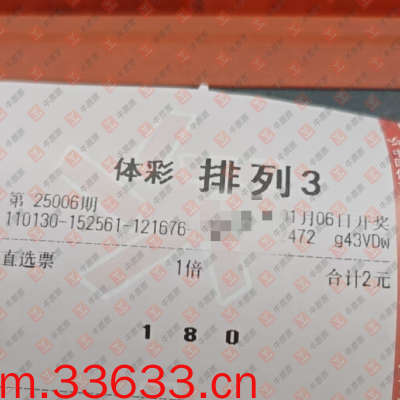 体彩 排列3
第 25006期 01月06日开奖
110130-152561-121676- 472 g43VDw
直选票 1倍 合计2元
1 8 0
m.33633.cn